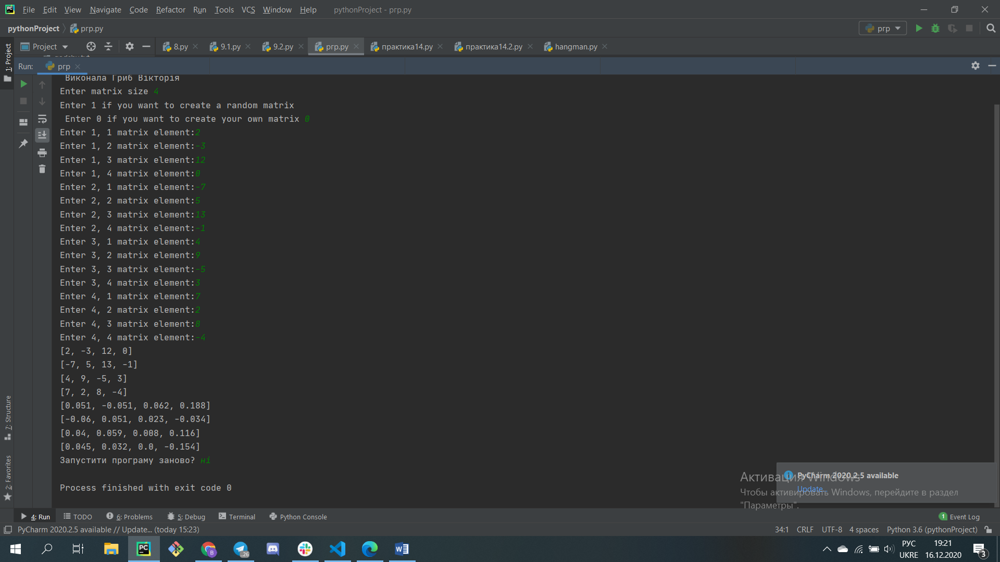 File Edit View Navigate Code Refactor Run Tools VCS Window Help pythonProject - ргр.py
pythonProject ргр.py ргр
Project 8.py 9.1.py 9.2.py ргр.py практика14.py практика14.2.py hangman.py
1: Project
Run: ргр
Виконала Гриб Вікторія
Enter matrix size 4
Enter 1 if you want to create a random matrix
Enter 0 if you want to create your own matrix 0
Enter 1, 1 matrix element:2
Enter 1, 2 matrix element:-3
Enter 1, 3 matrix element:12
Enter 1, 4 matrix element:0
Enter 2, 1 matrix element:-7
Enter 2, 2 matrix element:5
Enter 2, 3 matrix element:13
Enter 2, 4 matrix element:-1
Enter 3, 1 matrix element:4
Enter 3, 2 matrix element:9
Enter 3, 3 matrix element:-5
Enter 3, 4 matrix element:3
Enter 4, 1 matrix element:7
Enter 4, 2 matrix element:2
Enter 4, 3 matrix element:8
Enter 4, 4 matrix element:-4
[2, -3, 12, 0]
[-7, 5, 13, -1]
[4, 9, -5, 3]
[7, 2, 8, -4]
[0.051, -0.051, 0.062, 0.188]
[-0.06, 0.051, 0.023, -0.034]
[0.04, 0.059, 0.008, 0.116]
[0.045, 0.032, 0.0, -0.154]
Запустити програму заново? ні
Process finished with exit code 0
7: Structure
2: Favorites
PyCharm 2020.2.5 available
Update...
Активация Windows
Чтобы активировать Windows, перейдите в раздел
"Параметры".
4: Run TODO 6: Problems 5: Debug Terminal Python Console 1 Event Log
PyCharm 2020.2.5 available // Update... (today 15:23) 34:1 CRLF UTF-8 4 spaces Python 3.6 (pythonProject)
PC B ..26 РУС 19:21
UKRE 16.12.2020 3